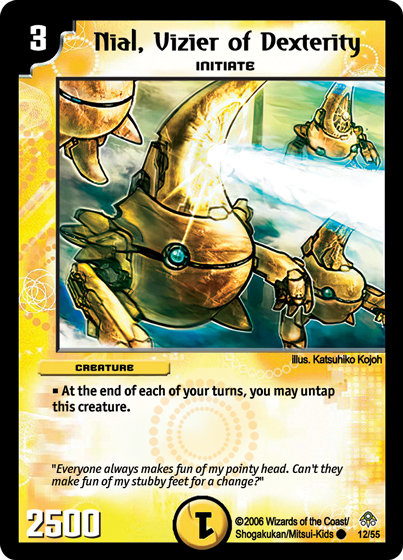 3
Nial, Vizier of Dexterity
INITIATE
illus. Katsuhiko Kojoh
CREATURE
▪ At the end of each of your turns, you may untap
this creature.
"Everyone always makes fun of my pointy head. Can't they
make fun of my stubby feet for a change?"
2500
1
©2006 Wizards of the Coast/
Shogakukan/Mitsui-Kids ● 12/55